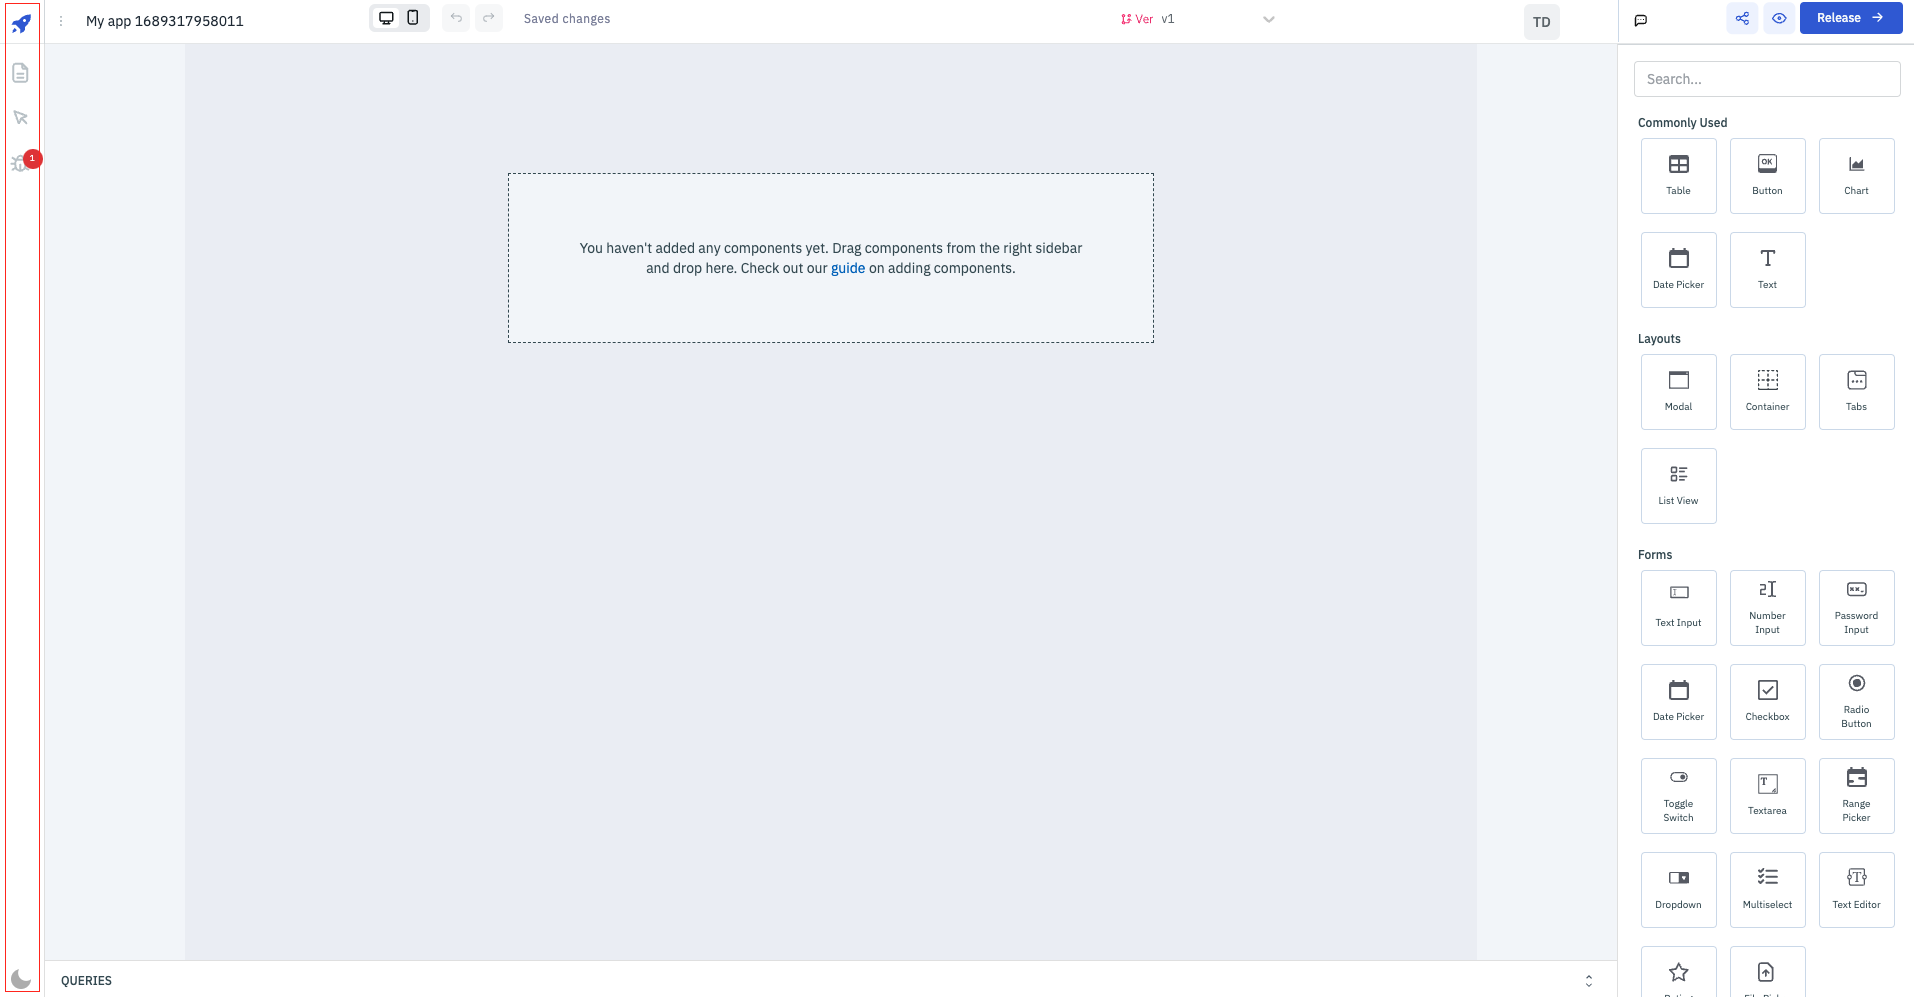 My app 1689317958011
Saved changes
Ver v1
TD
Release
1
Search...
Commonly Used
Table
Button
OK
Chart
Date Picker
Text
You haven't added any components yet. Drag components from the right sidebar
and drop here. Check out our guide on adding components.
Layouts
Modal
Container
Tabs
List View
Forms
Text Input
Number
Input
Password
Input
Date Picker
Checkbox
Radio
Button
Toggle
Switch
Textarea
Range
Picker
Dropdown
Multiselect
Text Editor
QUERIES